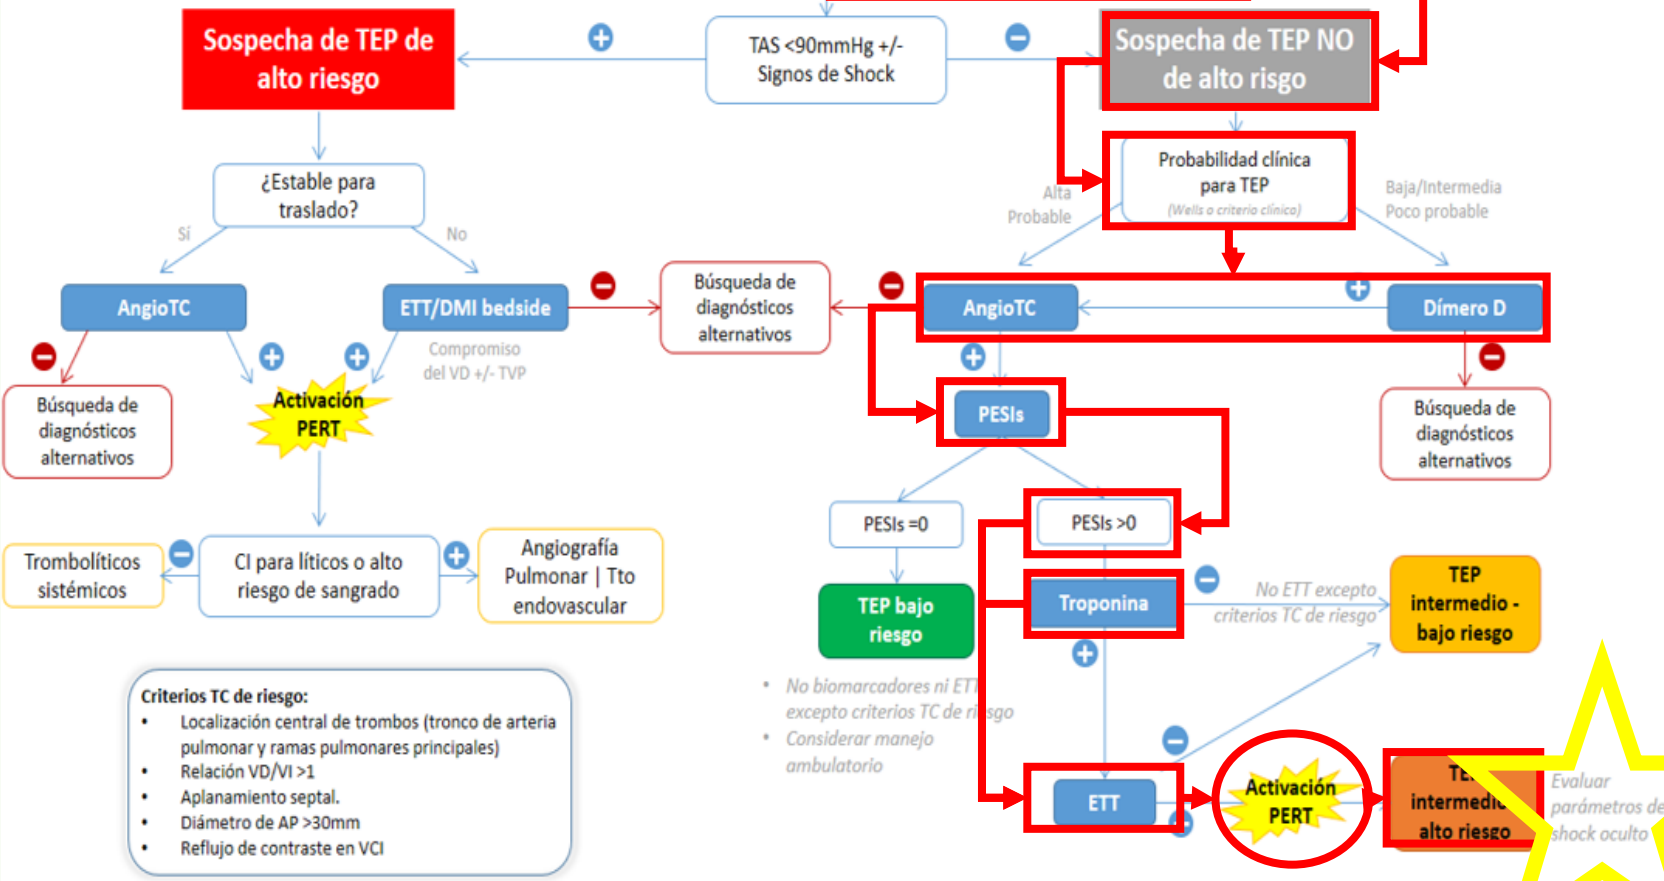 Sospecha de TEP de
alto riesgo
TAS <90mmHg +/-
Signos de Shock
Sospecha de TEP NO
de alto risgo
¿Estable para
traslado?
Sí
No
Probabilidad clínica
para TEP
(Wells o criterio clínico)
Alta
Probable
Baja/Intermedia
Poco probable
AngioTC
ETT/DMI bedside
Compromiso
del VD +/- TVP
Búsqueda de
diagnósticos
alternativos
AngioTC
Dímero D
Búsqueda de
diagnósticos
alternativos
Activación
PERT
PESIs
Búsqueda de
diagnósticos
alternativos
PESIs =0
PESIs >0
Trombolíticos
sistémicos
CI para líticos o alto
riesgo de sangrado
Angiografía
Pulmonar | Tto
endovascular
TEP bajo
riesgo
Troponina
No ETT excepto
criterios TC de riesgo
TEP
intermedio -
bajo riesgo
• No biomarcadores ni ETT
excepto criterios TC de riesgo
• Considerar manejo
ambulatorio
Criterios TC de riesgo:
• Localización central de trombos (tronco de arteria
pulmonar y ramas pulmonares principales)
• Relación VD/VI >1
• Aplanamiento septal.
• Diámetro de AP >30mm
• Reflujo de contraste en VCI
ETT
Activación
PERT
intermedio
alto riesgo
Evaluar
parámetros de
shock oculto